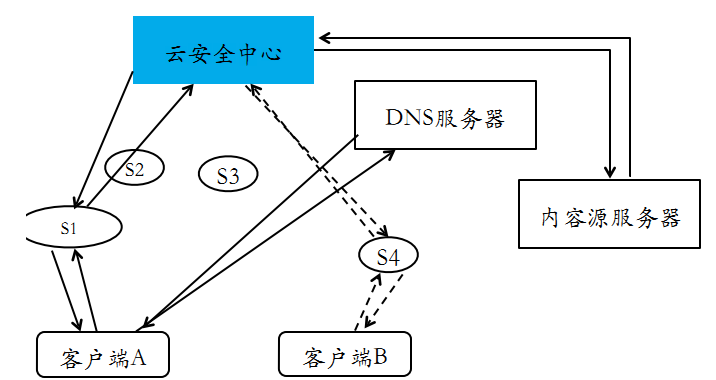 云安全中心
DNS服务器
S2
S3
内容源服务器
S1
S4
客户端A
客户端B